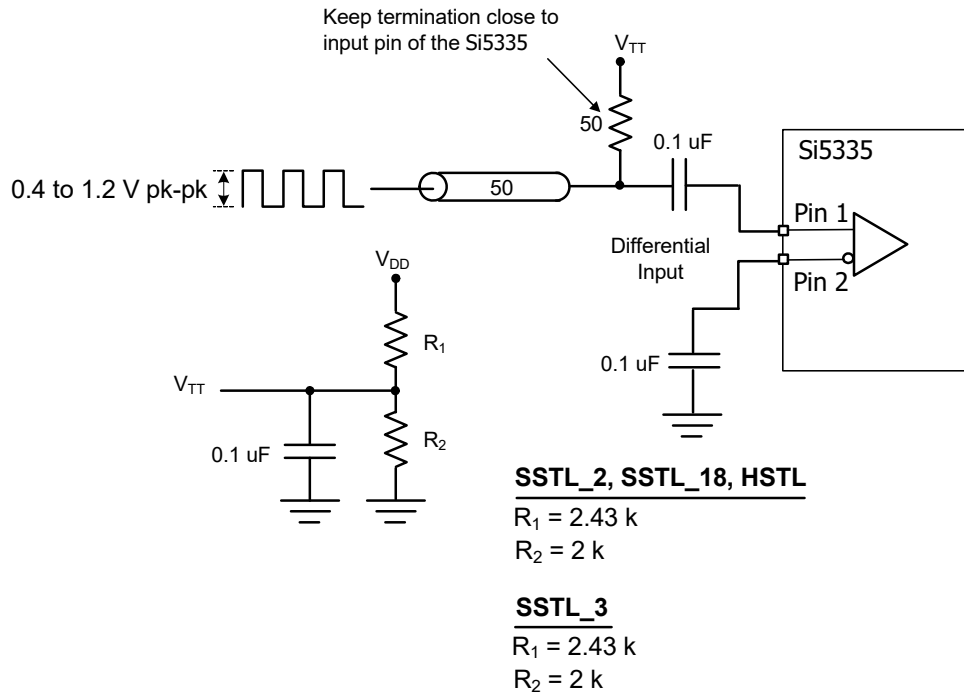 Keep termination close to
input pin of the Si5335
VTT
50
0.1 uF
Si5335
0.4 to 1.2 V pk-pk
50
Pin 1
Differential
Input
Pin 2
VDD
R1
0.1 uF
VTT
R2
0.1 uF
SSTL_2, SSTL_18, HSTL
R1 = 2.43 k
R2 = 2 k
SSTL_3
R1 = 2.43 k
R2 = 2 k